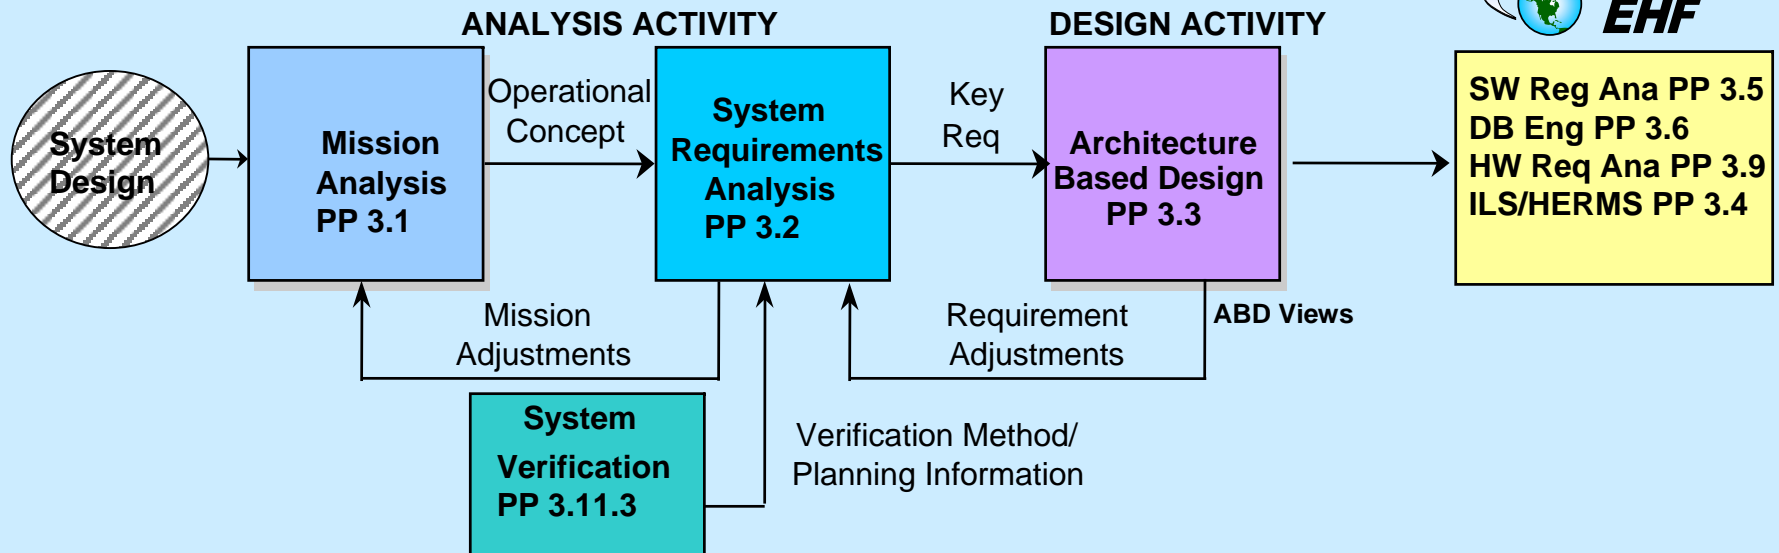 ANALYSIS ACTIVITY
DESIGN ACTIVITY
EHF
System
Design
Mission
Analysis
PP 3.1
Operational
Concept
System
Requirements
Analysis
PP 3.2
Key
Req
Architecture
Based Design
PP 3.3
SW Reg Ana PP 3.5
DB Eng PP 3.6
HW Req Ana PP 3.9
ILS/HERMS PP 3.4
Mission
Adjustments
Requirement
Adjustments
ABD Views
System
Verification
PP 3.11.3
Verification Method/
Planning Information